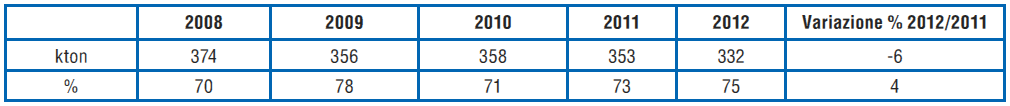 2008 2009 2010 2011 2012 Variazione % 2012/2011
kton 374 356 358 353 332 -6
% 70 78 71 73 75 4